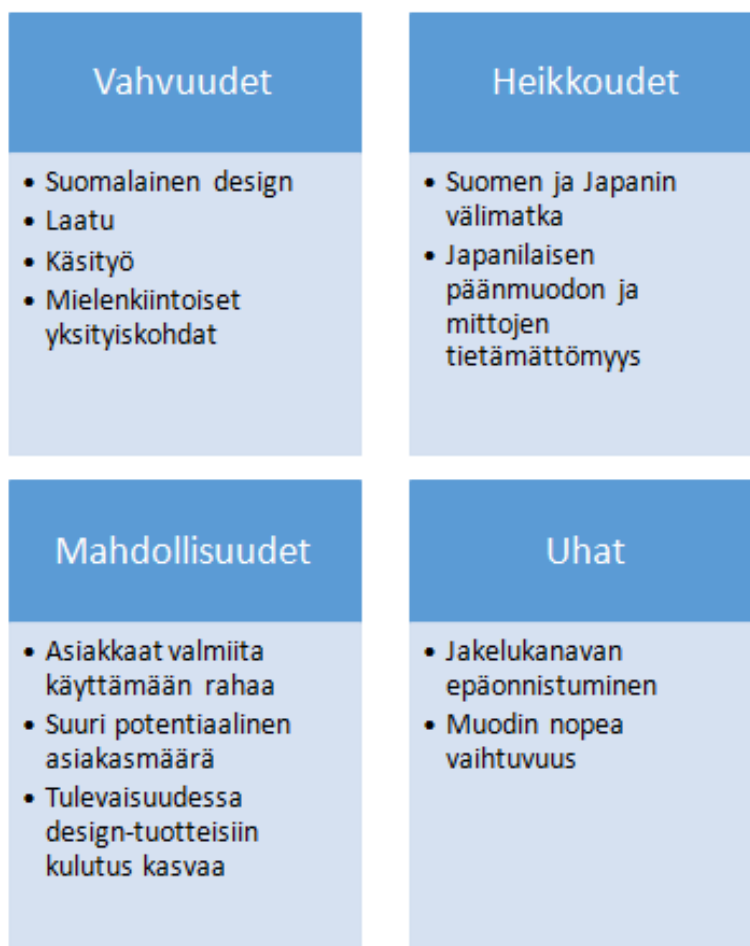 Vahvuudet
• Suomalainen design
• Laatu
• Käsityö
• Mielenkiintoiset
yksityiskohdat
Heikkoudet
• Suomen ja Japanin
välimatka
• Japanilaisen
päänmuodon ja
mittojen
tietämättömyys
Mahdollisuudet
• Asiakkaat valmiita
käyttämään rahaa
• Suuri potentiaalinen
asiakasmäärä
• Tulevaisuudessa
design-tuotteisiin
kulutus kasvaa
Uhat
• Jakelukanavan
epäonnistuminen
• Muodin nopea
vaihtuvuus